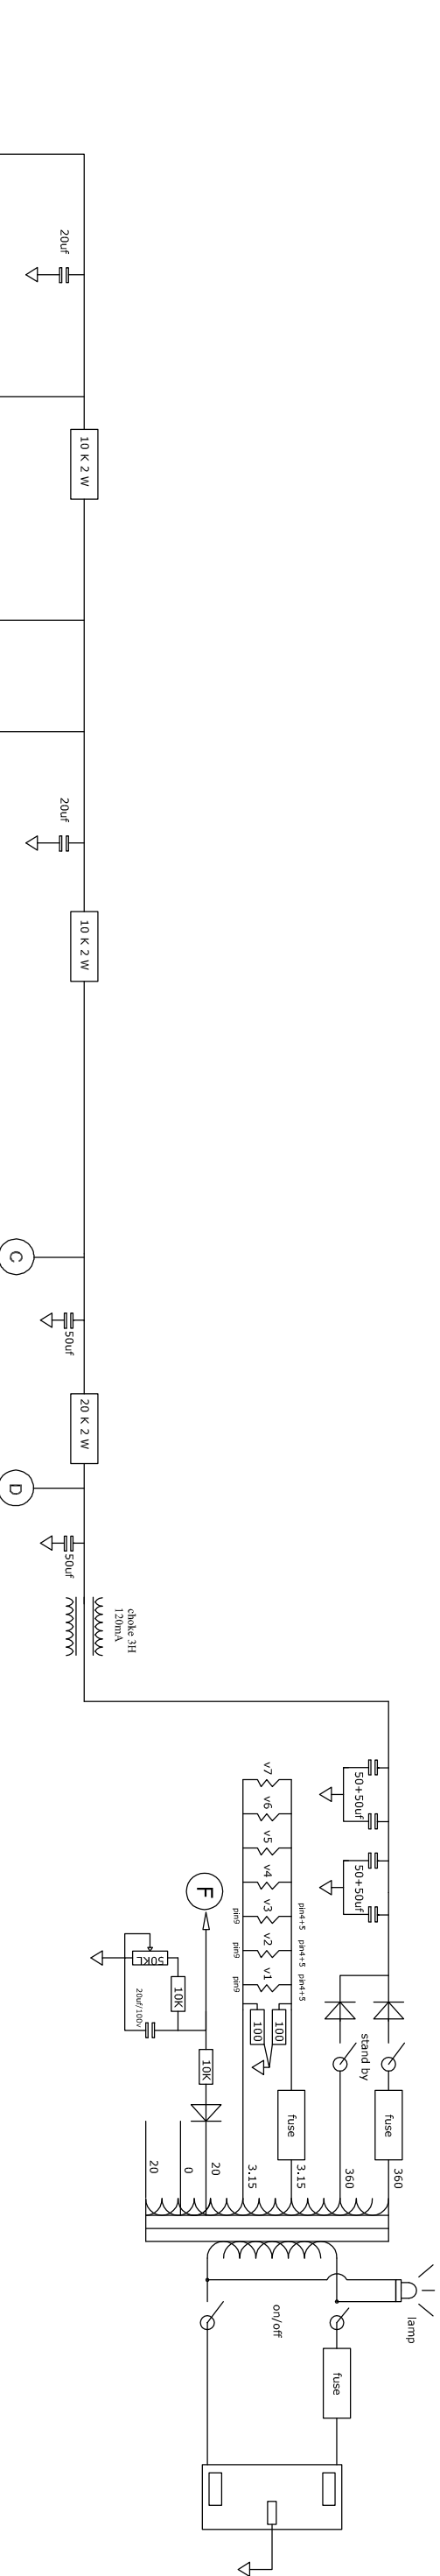 20uf
10 K 2 W
20uf
10 K 2 W
C
50uf
20 K 2 W
D
50uf
choke 3H
120mA
50+50uf
50+50uf
v7
v6
v5
v4
v3
v2
v1
pin4+5
pin4+5
pin4+5
pin9
pin9
pin9
F
50KL
10K
20uf/100v
10K
100
100
stand by
fuse
fuse
360
360
3.15
3.15
20
0
20
lamp
on/off
fuse